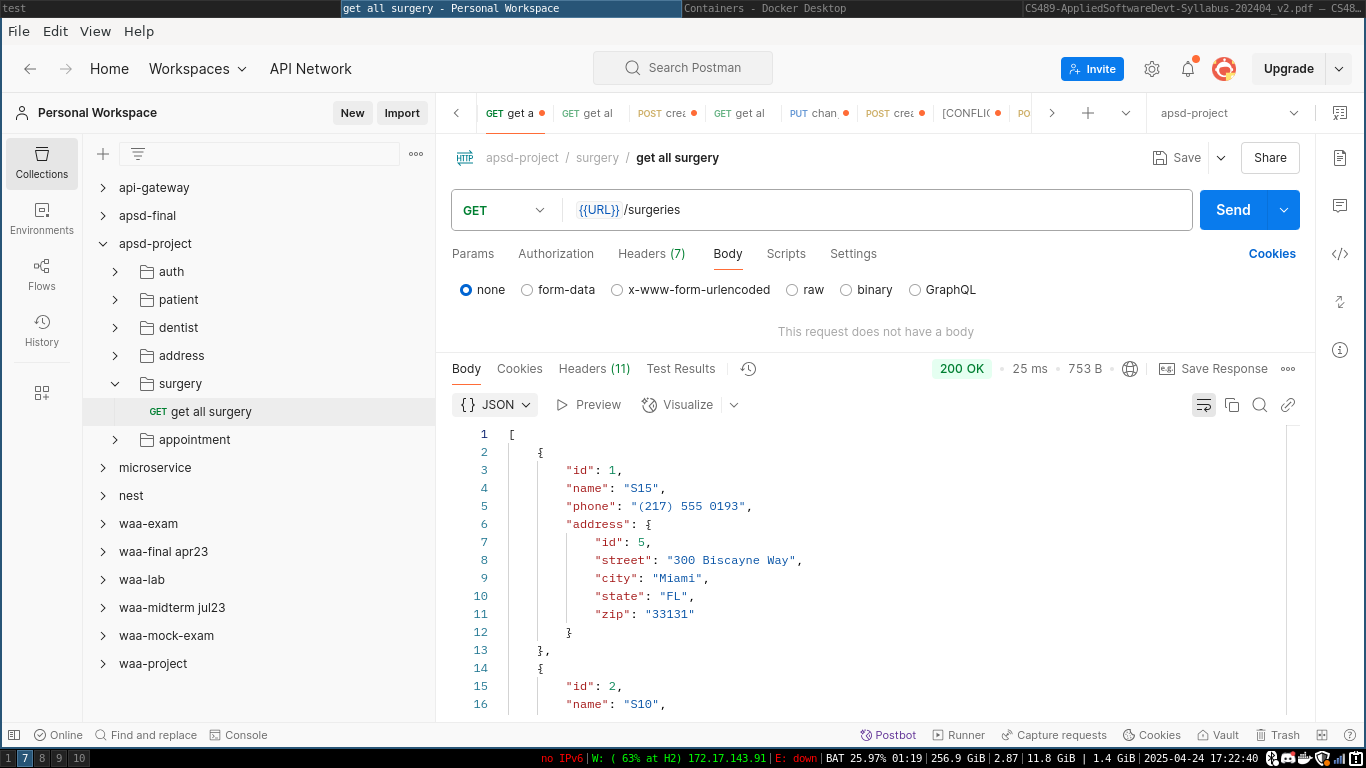 test
get all surgery - Personal Workspace
Containers - Docker Desktop
CS489-AppliedSoftwareDevt-Syllabus-202404_v2.pdf — CS48…
File Edit View Help
Home Workspaces API Network
Search Postman
Invite
Upgrade
Personal Workspace
New Import
GET get a
GET get al
POST crea
GET get al
PUT chan
POST crea
[CONFLIC
PO
apsd-project
Collections
Environments
Flows
History
api-gateway
apsd-final
apsd-project
auth
patient
dentist
address
surgery
GET get all surgery
appointment
microservice
nest
waa-exam
waa-final apr23
waa-lab
waa-midterm jul23
waa-mock-exam
waa-project
HTTP apsd-project / surgery / get all surgery
Save Share
GET {{URL}} /surgeries
Send
Params Authorization Headers (7) Body Scripts Settings
Cookies
none form-data x-www-form-urlencoded raw binary GraphQL
This request does not have a body
Body Cookies Headers (11) Test Results
200 OK • 25 ms • 753 B
e.g. Save Response
{} JSON Preview Visualize
1 [
2 {
3 "id": 1,
4 "name": "S15",
5 "phone": "(217) 555 0193",
6 "address": {
7 "id": 5,
8 "street": "300 Biscayne Way",
9 "city": "Miami",
10 "state": "FL",
11 "zip": "33131"
12 }
13 },
14 {
15 "id": 2,
16 "name": "S10",
Online Find and replace Console
Postbot Runner Capture requests Cookies Vault Trash
1 7 8 9 10
no IPv6|W: ( 63% at H2) 172.17.143.91|E: down|BAT 25.97% 01:19|256.9 GiB|2.87|11.8 GiB | 1.4 GiB|2025-04-24 17:22:40